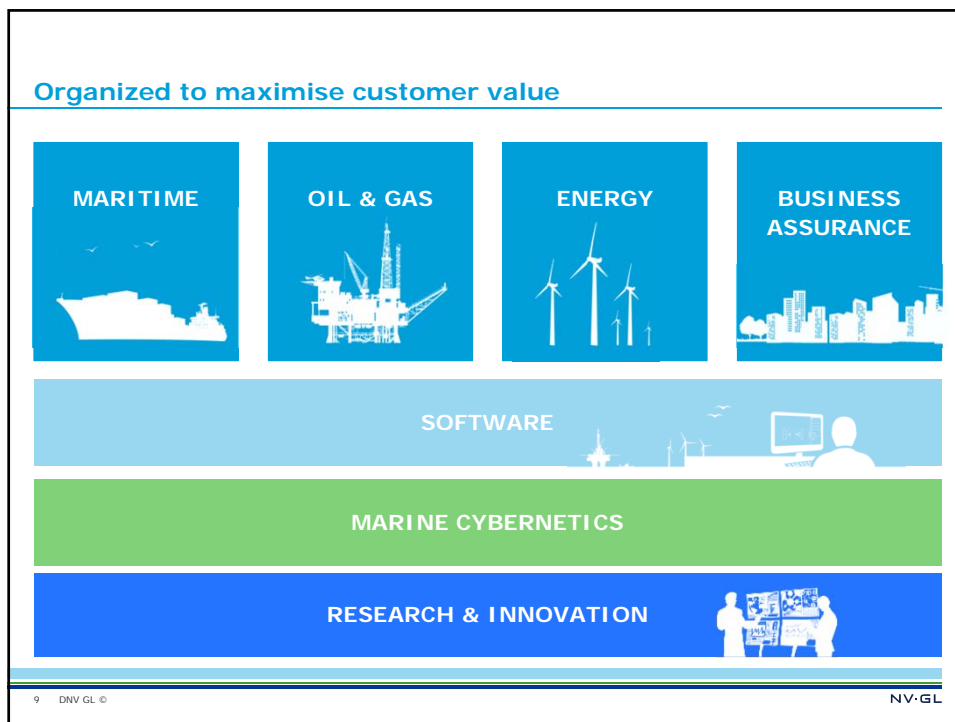 Organized to maximise customer value
MARITIME
OIL & GAS
ENERGY
BUSINESS
ASSURANCE
SOFTWARE
MARINE CYBERNETICS
RESEARCH & INNOVATION
9 DNV GL ©
NV·GL